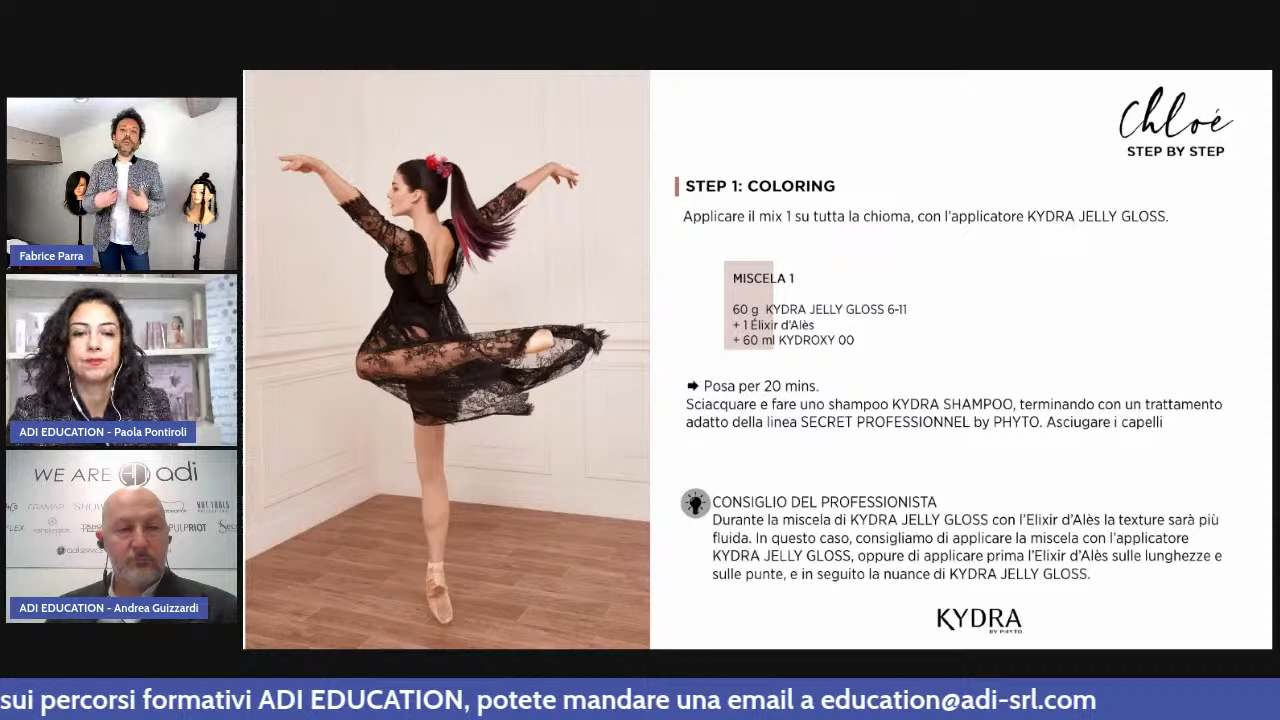 Chloé
STEP BY STEP
STEP 1: COLORING
Applicare il mix 1 su tutta la chioma, con l'applicatore KYDRA JELLY GLOSS.
MISCELA 1
60 g KYDRA JELLY GLOSS 6-11
+ 1 Élixir d'Alès
+ 60 ml KYDROXY 00
Posa per 20 mins.
Sciacquare e fare uno shampoo KYDRA SHAMPOO, terminando con un trattamento
adatto della linea SECRET PROFESSIONNEL by PHYTO. Asciugare i capelli
CONSIGLIO DEL PROFESSIONISTA
Durante la miscela di KYDRA JELLY GLOSS con l'Elixir d'Alès la texture sarà più
fluida. In questo caso, consigliamo di applicare la miscela con l'applicatore
KYDRA JELLY GLOSS, oppure di applicare prima l'Elixir d'Alès sulle lunghezze e
sulle punte, e in seguito la nuance di KYDRA JELLY GLOSS.
KYDRA
BY PHYTO
Fabrice Parra
ADI EDUCATION - Paola Pontiroli
WE ARE adi
ADI EDUCATION - Andrea Guizzardi
sui percorsi formativi ADI EDUCATION, potete mandare una email a education@adi-srl.com